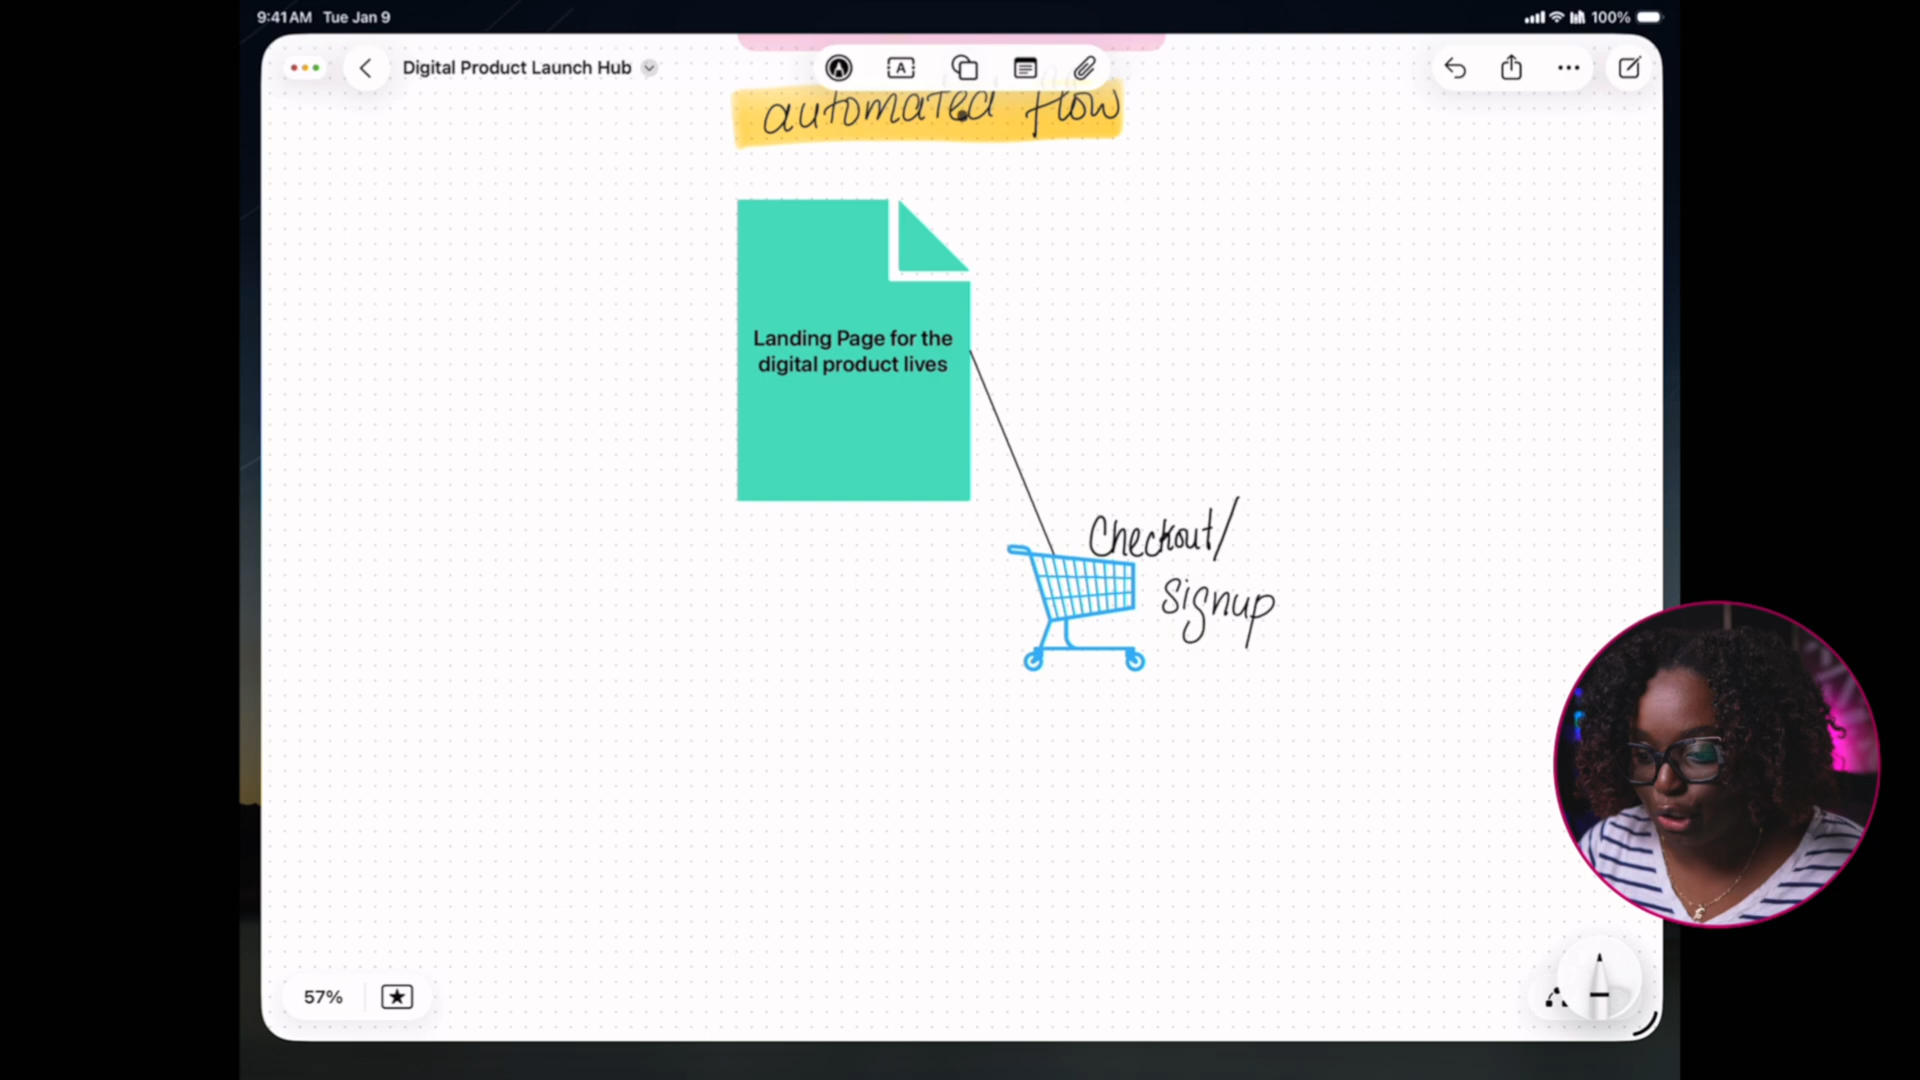 9:41 AM Tue Jan 9
100%
Digital Product Launch Hub
A
automated flow
Landing Page for the
digital product lives
Checkout/
Signup
57%